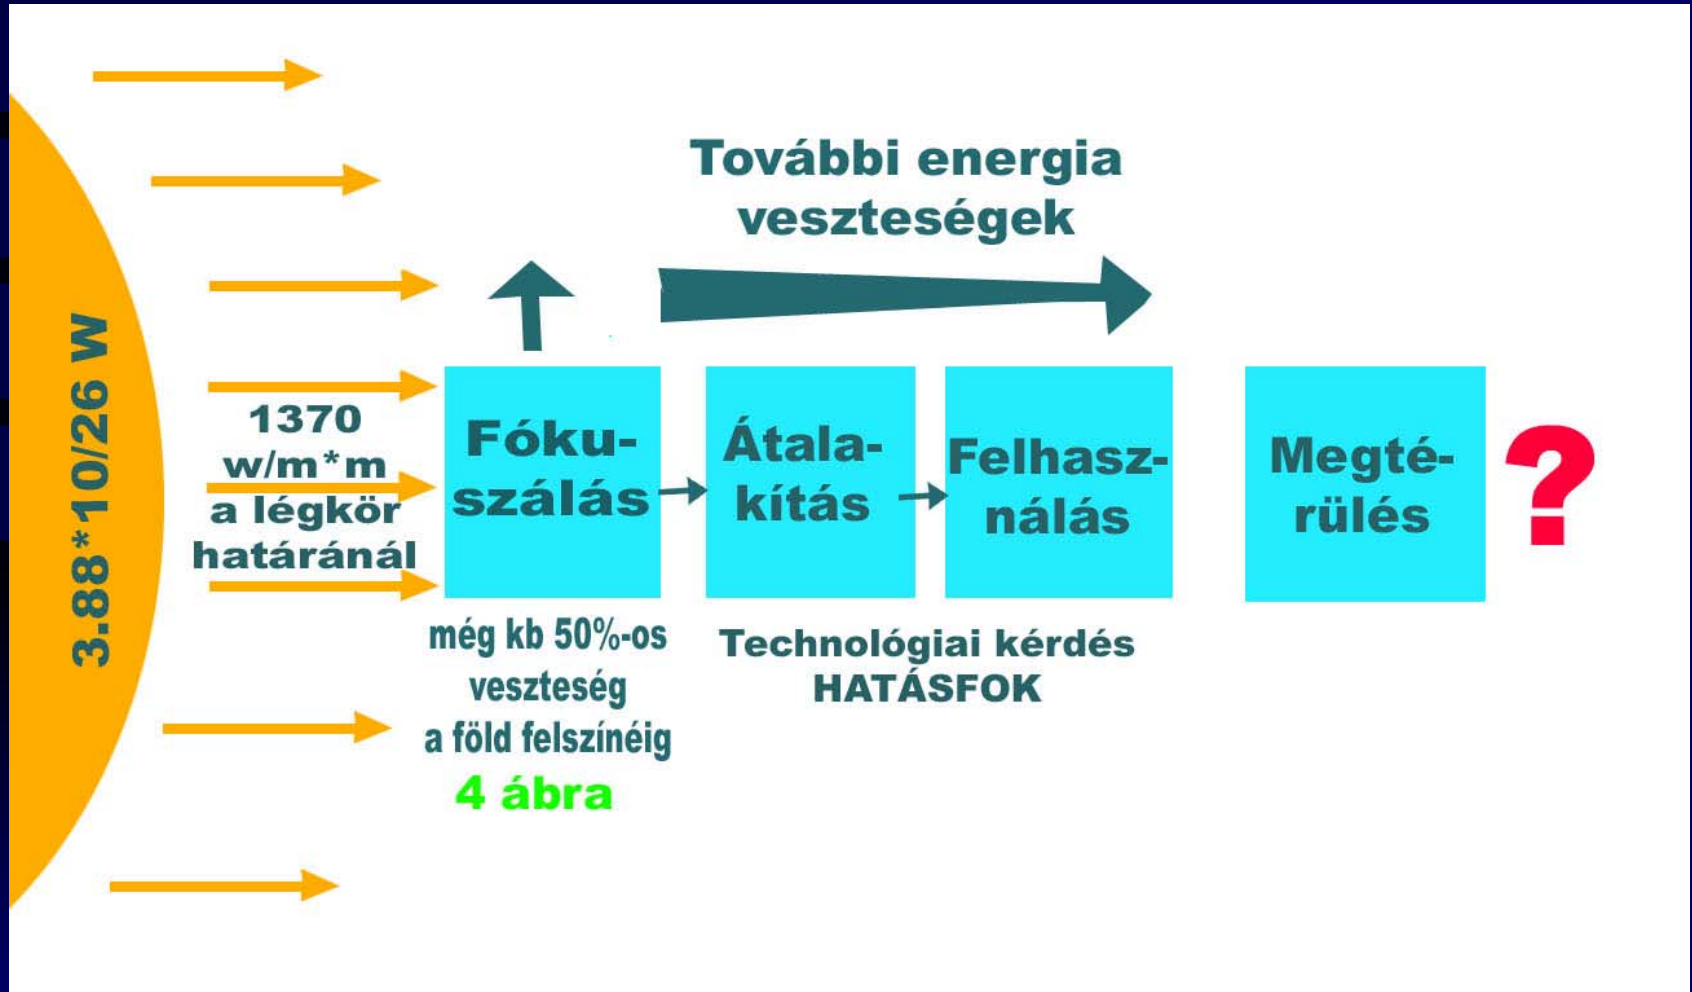 3.88*10/26 W
1370
w/m*m
a légkör
határánál
További energia
veszteségek
Fóku-
szálás
Átala-
kítás
Felhasz-
nálás
Megté-
rülés
?
még kb 50%-os
veszteség
a föld felszínéig
4 ábra
Technológiai kérdés
HATÁSFOK